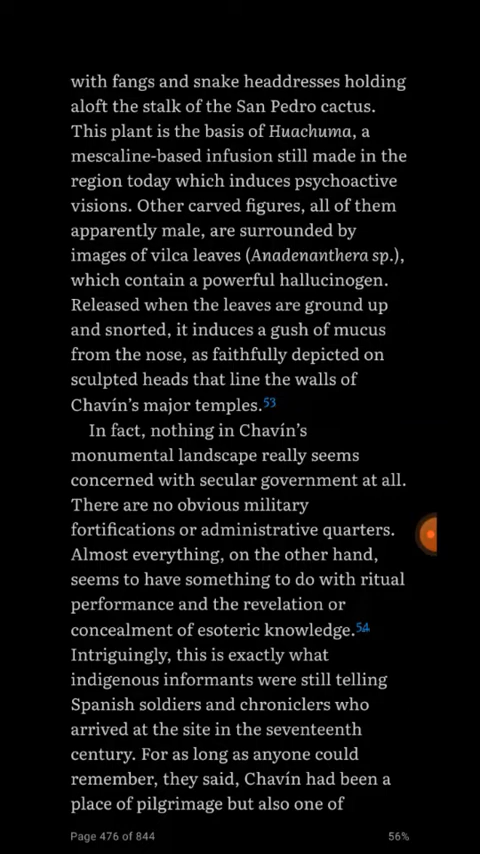 with fangs and snake headdresses holding
aloft the stalk of the San Pedro cactus.
This plant is the basis of Huachuma, a
mescaline-based infusion still made in the
region today which induces psychoactive
visions. Other carved figures, all of them
apparently male, are surrounded by
images of vilca leaves (Anadenanthera sp.),
which contain a powerful hallucinogen.
Released when the leaves are ground up
and snorted, it induces a gush of mucus
from the nose, as faithfully depicted on
sculpted heads that line the walls of
Chavín’s major temples.53
In fact, nothing in Chavín’s
monumental landscape really seems
concerned with secular government at all.
There are no obvious military
fortifications or administrative quarters.
Almost everything, on the other hand,
seems to have something to do with ritual
performance and the revelation or
concealment of esoteric knowledge.54
Intriguingly, this is exactly what
indigenous informants were still telling
Spanish soldiers and chroniclers who
arrived at the site in the seventeenth
century. For as long as anyone could
remember, they said, Chavín had been a
place of pilgrimage but also one of
Page 476 of 844 56%